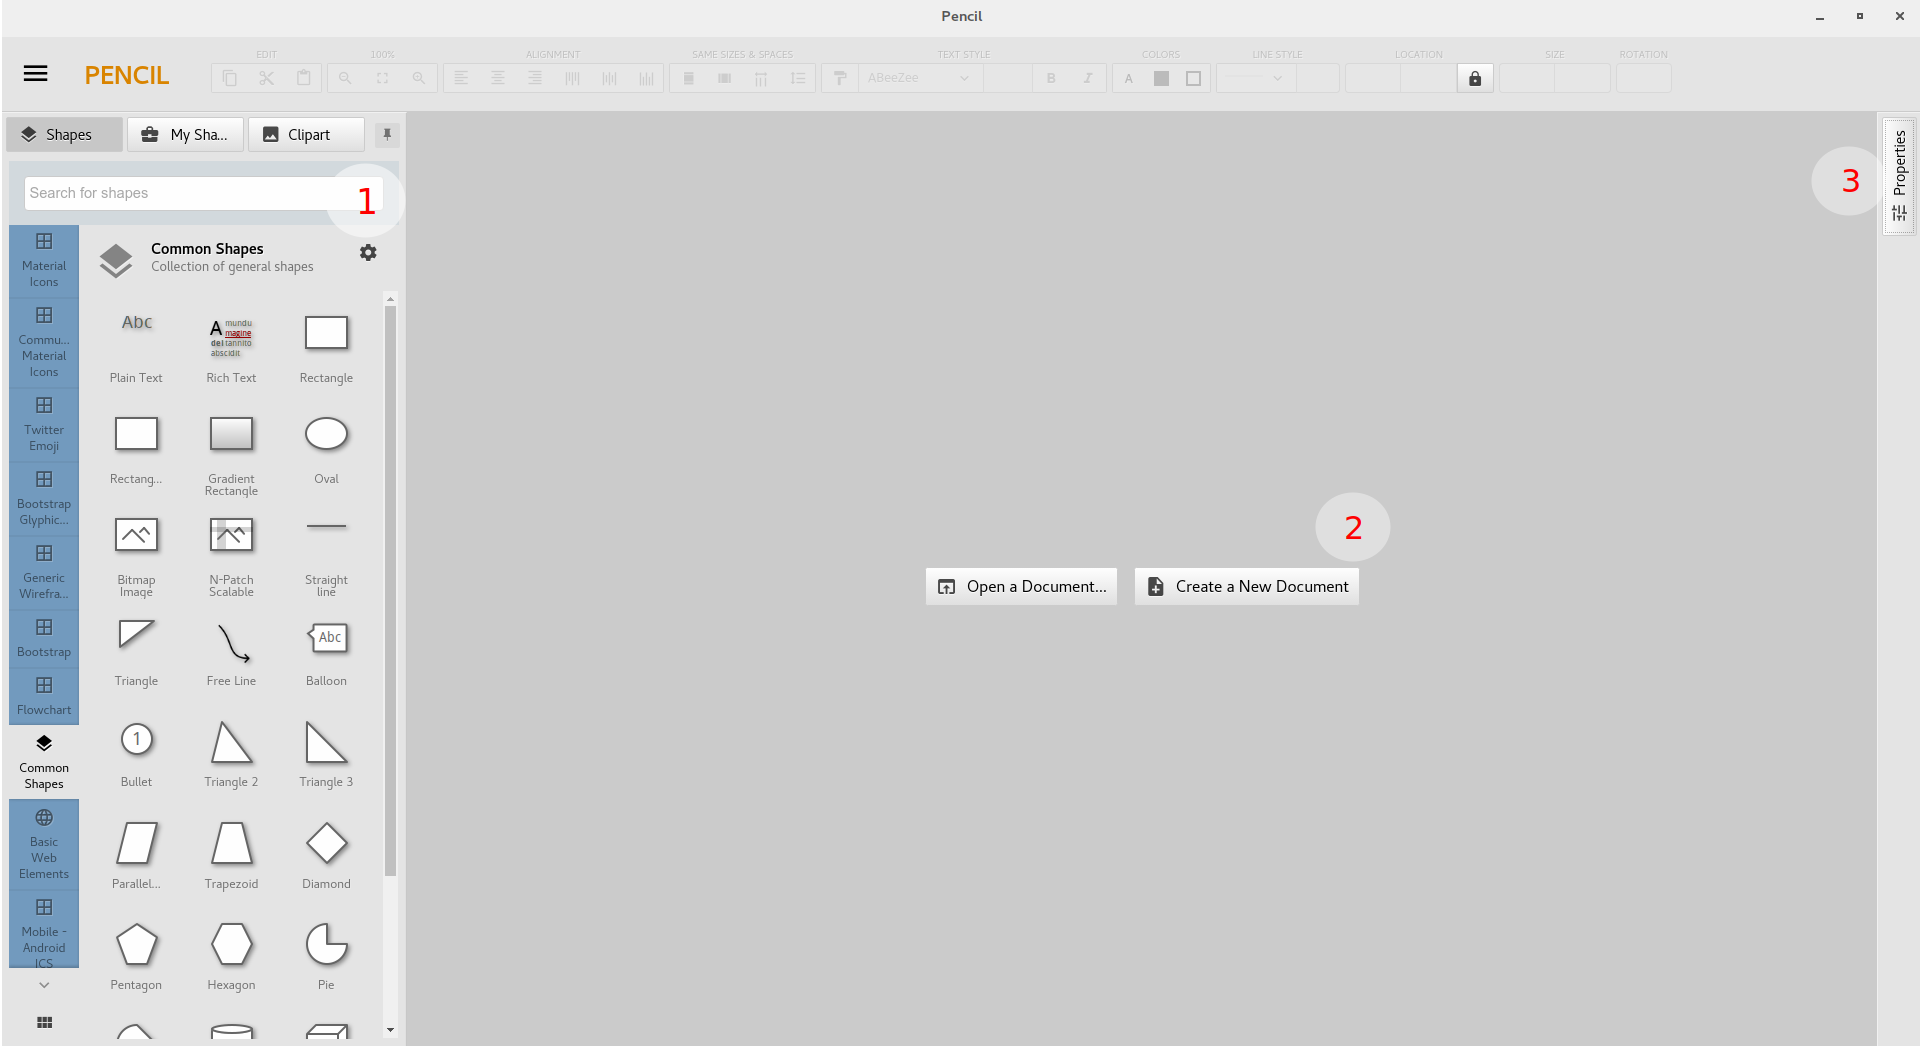 Pencil
EDIT
100%
ALIGNMENT
SAME SIZES & SPACES
TEXT STYLE
COLORS
LINE STYLE
LOCATION
SIZE
ROTATION
PENCIL
ABeeZee
B
I
A
Shapes
My Sha...
Clipart
Search for shapes
1
Material
Icons
Commu...
Material
Icons
Twitter
Emoji
Bootstrap
Glyphic...
Generic
Wirefra...
Bootstrap
Flowchart
Common
Shapes
Basic
Web
Elements
Mobile -
Android
ICS
Common Shapes
Collection of general shapes
Abc
A mundu
magine
dei tannito
abscidit
Plain Text
Rich Text
Rectangle
Rectang...
Gradient
Rectangle
Oval
Bitmap
Image
N-Patch
Scalable
Straight
line
Abc
Triangle
Free Line
Balloon
1
Bullet
Triangle 2
Triangle 3
Parallel...
Trapezoid
Diamond
Pentagon
Hexagon
Pie
2
Open a Document...
Create a New Document
3
Properties